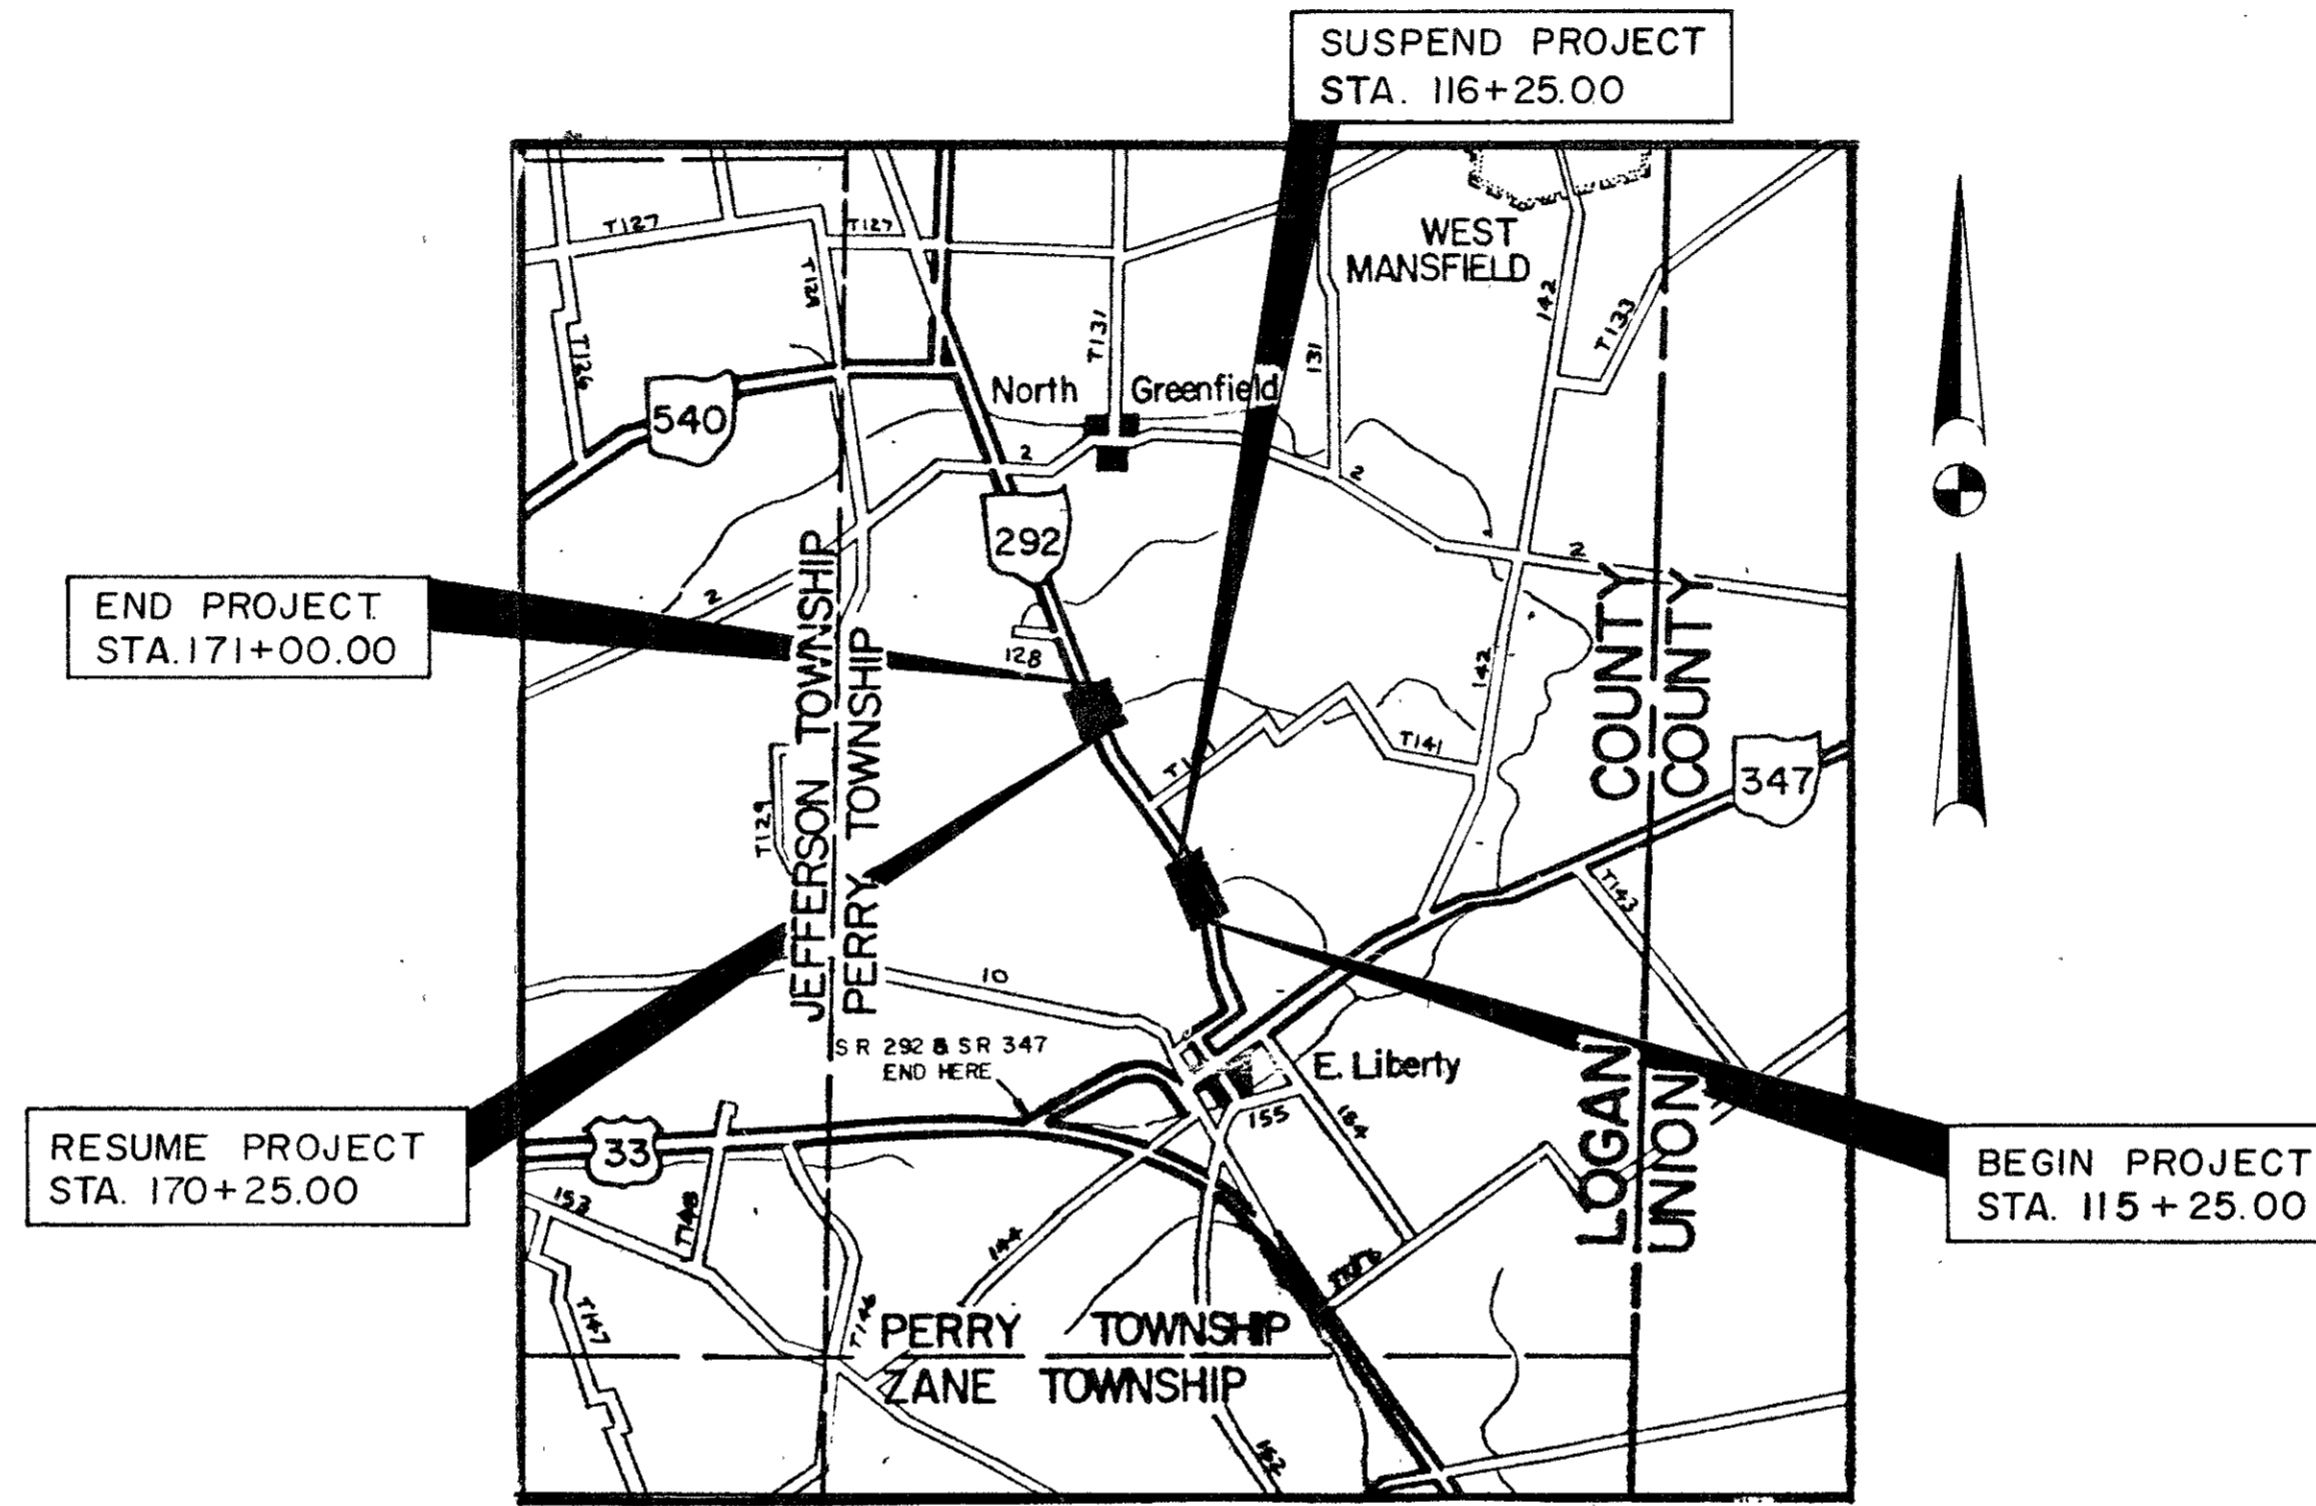 SUSPEND PROJECT
STA. 116+25.00
T127
T127
WEST
MANSFIELD
T126
T131
131
142
T133
540
North Greenfield
2
2
292
2
2
END PROJECT
STA. 171+00.00
128
142
T141
JEFFERSON TOWNSHIP
PERRY TOWNSHIP
COUNTY
COUNTY
347
T129
T143
10
SR 292 & SR 347
END HERE
E. Liberty
LOGAN
UNION
155
184
RESUME PROJECT
STA. 170+25.00
33
BEGIN PROJECT
STA. 115+25.00
153
T148
144
T147
T146
PERRY TOWNSHIP
ZANE TOWNSHIP
152